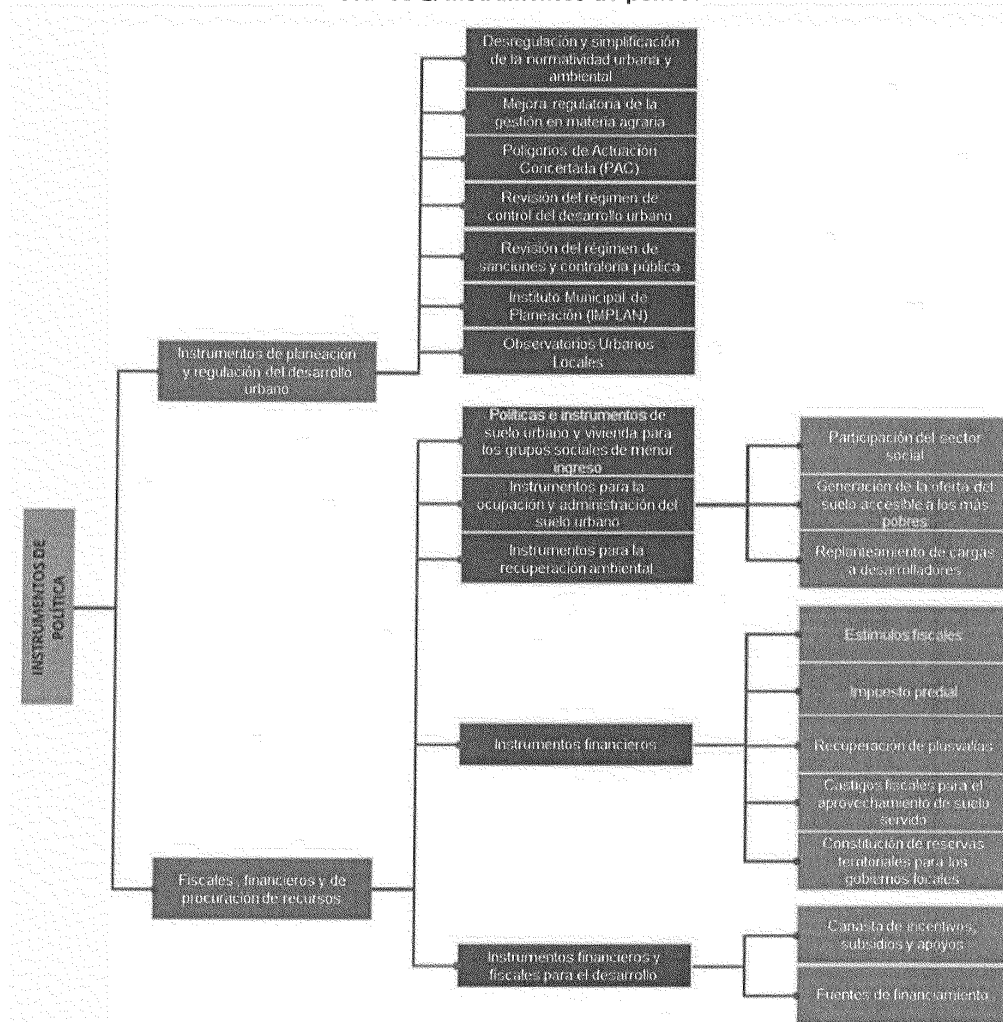 Desregulación y simplificación
de la normatividad urbana y
ambiental
Mejora regulatoria de la
gestión en materia agraria
Polígonos de Actuación
Concertada (PAC)
Revisión del régimen de
control del desarrollo urbano
Revisión del régimen de
sanciones y contraloría pública
Instituto Municipal de
Planeación (IMPLAN)
Observatorios Urbanos
Locales
Instrumentos de planeación
y regulación del desarrollo
urbano
Políticas e instrumentos de
suelo urbano y vivienda para
los grupos sociales de menor
ingreso
Instrumentos para la
ocupación y administración del
suelo urbano
Instrumentos para la
recuperación ambiental
Participación del sector
social
Generación de la oferta del
suelo accesible a los más
pobres
Replanteamiento de cargas
a desarrolladores
INSTRUMENTOS DE
POLÍTICA
Estímulos fiscales
Impuesto predial
Instrumentos financieros
Recuperación de plusvalías
Castigos fiscales para el
aprovechamiento de suelo
servido
Constitución de reservas
territoriales para los
gobiernos locales
Fiscales , financieros y de
procuración de recursos
Instrumentos financieros y
fiscales para el desarrollo
Canasta de incentivos,
subsidios y apoyos
Fuentes de financiamiento